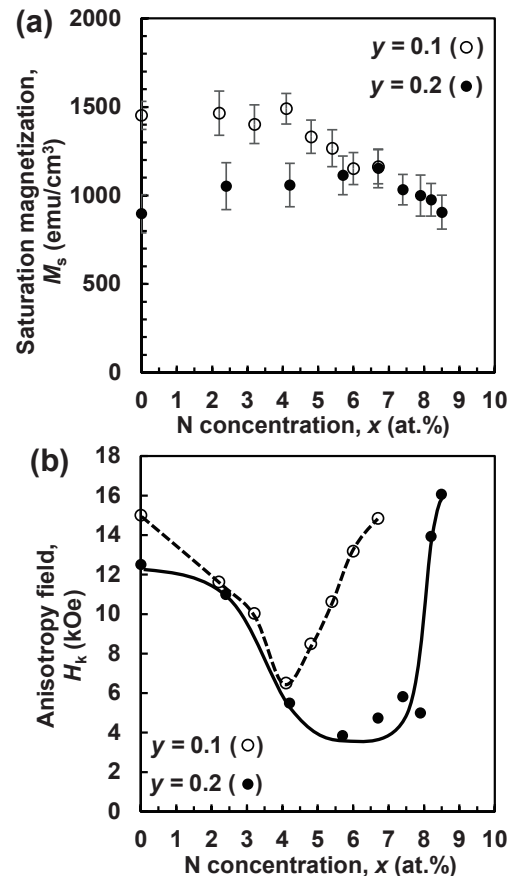 (a)
2000
1500
1000
500
0
Saturation magnetization,
Ms (emu/cm³)
y = 0.1 (○)
y = 0.2 (●)
0 1 2 3 4 5 6 7 8 9 10
N concentration, x (at.%)
(b)
18
16
14
12
10
8
6
4
2
0
Anisotropy field,
Hk (kOe)
y = 0.1 (○)
y = 0.2 (●)
0 1 2 3 4 5 6 7 8 9 10
N concentration, x (at.%)